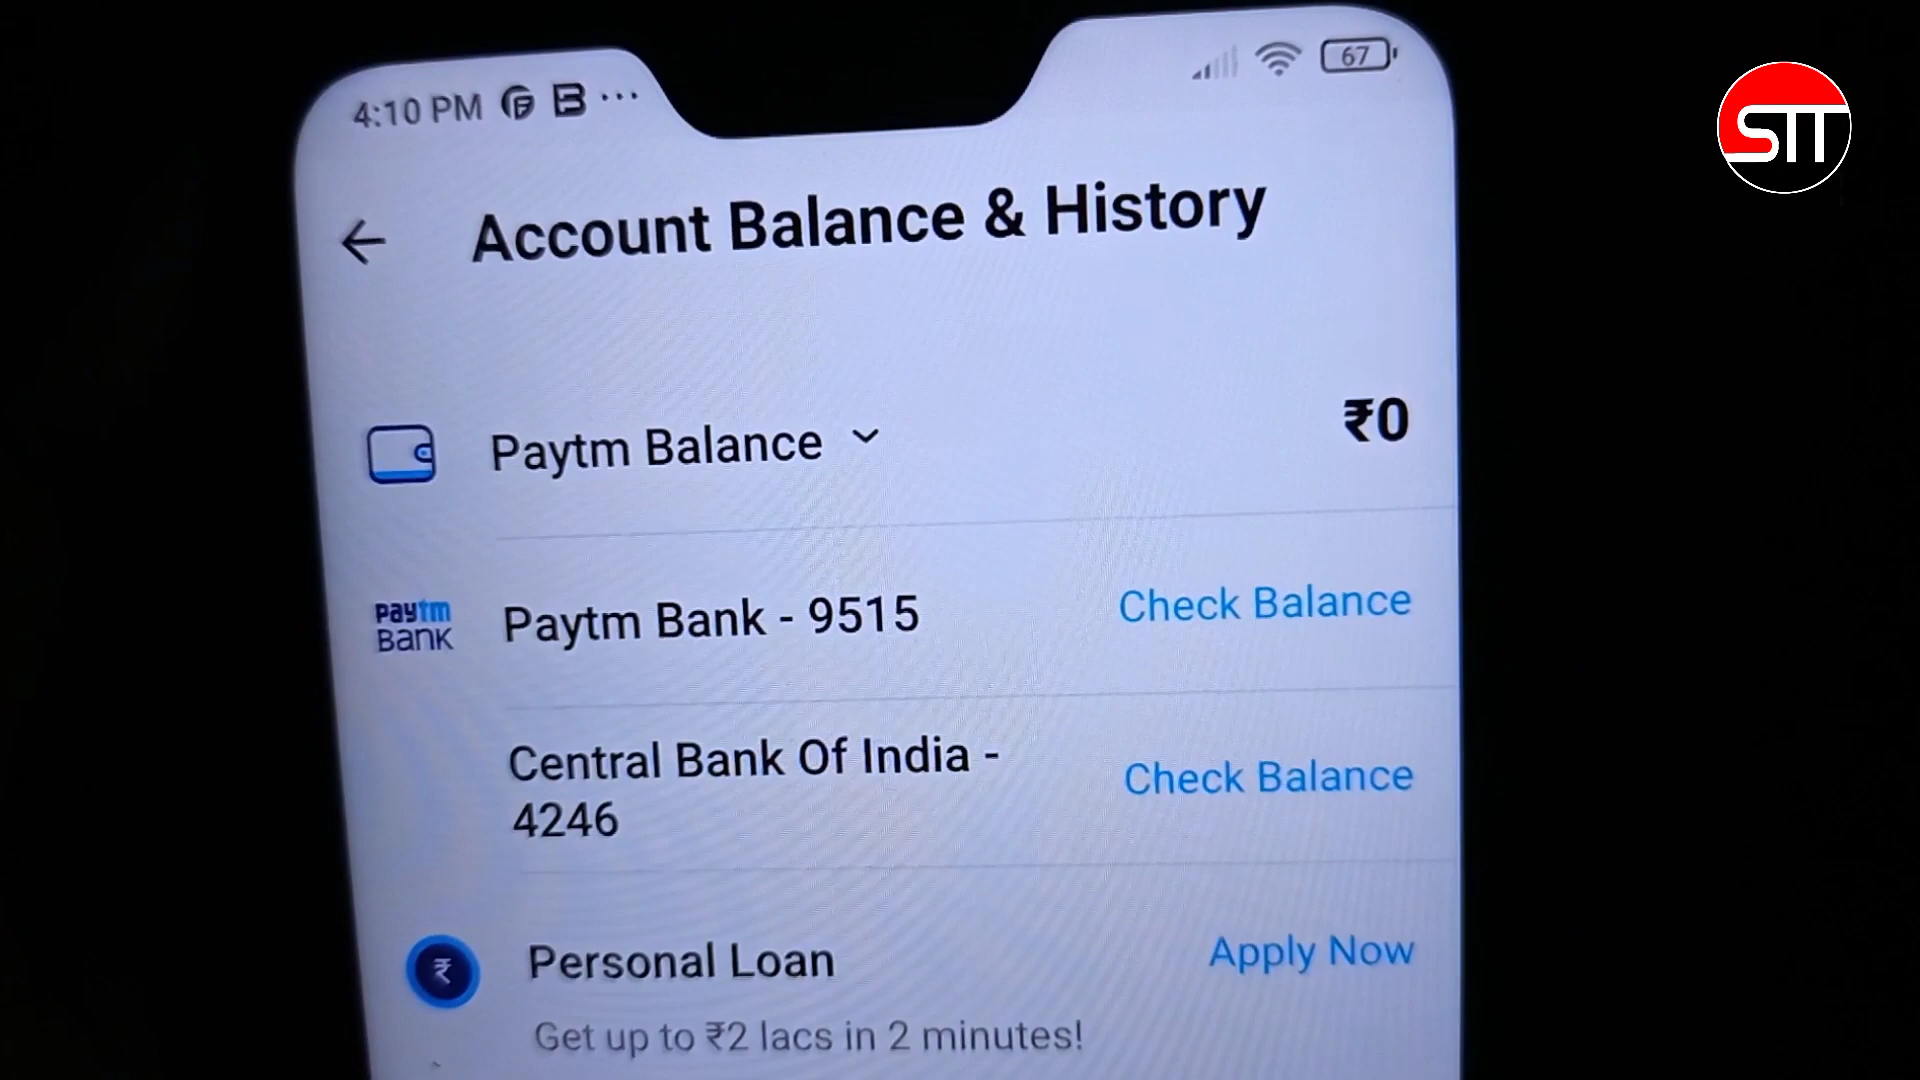 4:10 PM
67
STT
Account Balance & History
Paytm Balance
₹0
paytm
BANK
Paytm Bank - 9515
Check Balance
Central Bank Of India -
4246
Check Balance
₹
Personal Loan
Apply Now
Get up to ₹2 lacs in 2 minutes!